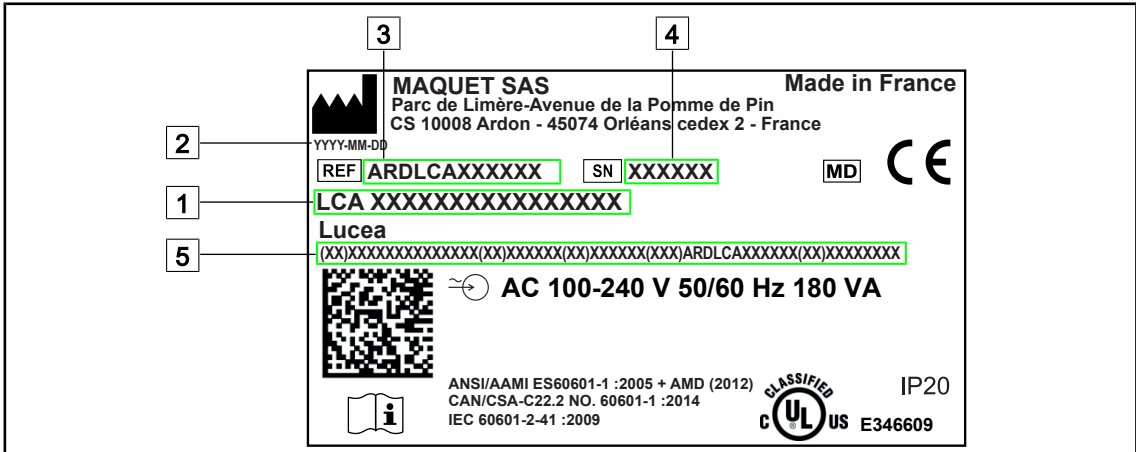 3
4
MAQUET SAS
Made in France
Parc de Limère-Avenue de la Pomme de Pin
CS 10008 Ardon - 45074 Orléans cedex 2 - France
2
YYYY-MM-DD
REF ARDLCAXXXXXX SN XXXXXX MD CE
1
LCA XXXXXXXXXXXXXXXX
Lucea
5
(XX)XXXXXXXXXXXXXX(XX)XXXXXX(XX)XXXXXX(XXX)ARDLCAXXXXXX(XX)XXXXXXXX
AC 100-240 V 50/60 Hz 180 VA
ANSI/AAMI ES60601-1 :2005 + AMD (2012)
CAN/CSA-C22.2 NO. 60601-1 :2014
IEC 60601-2-41 :2009
i
CLASSIFIED
C UL ® US
E346609
IP20